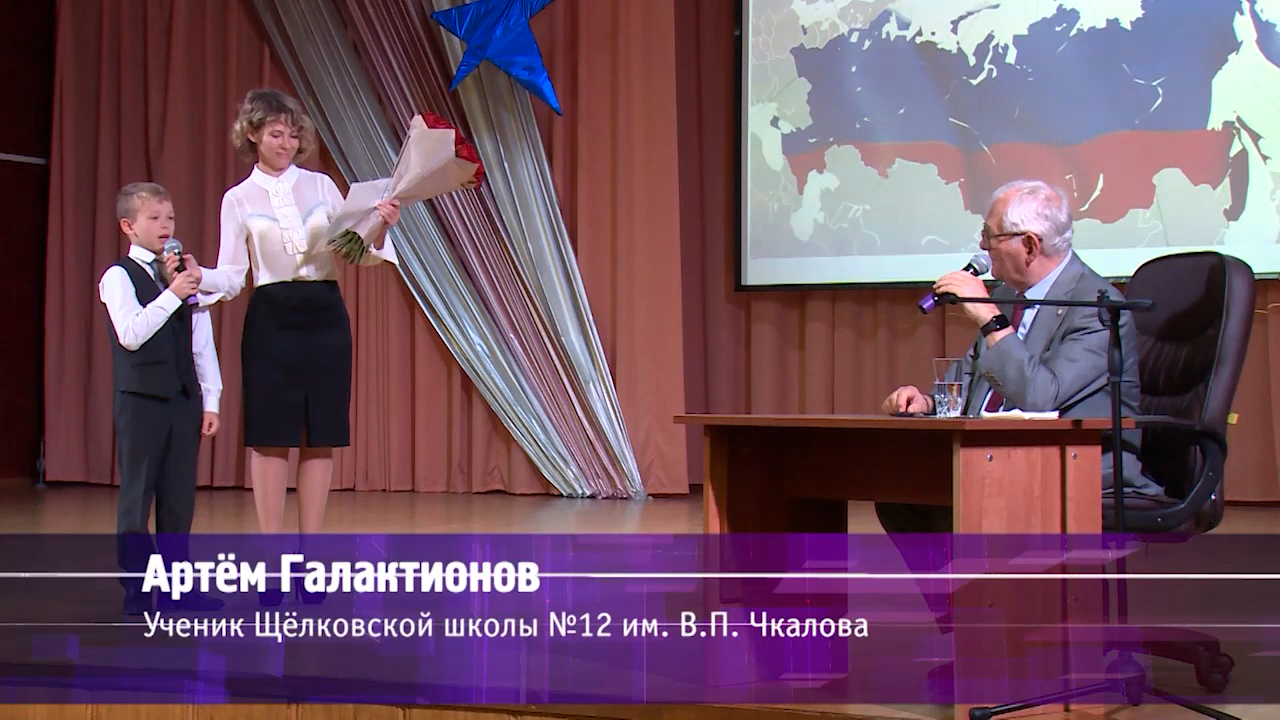 Артём Галактионов
Ученик Щёлковской школы №12 им. В.П. Чкалова